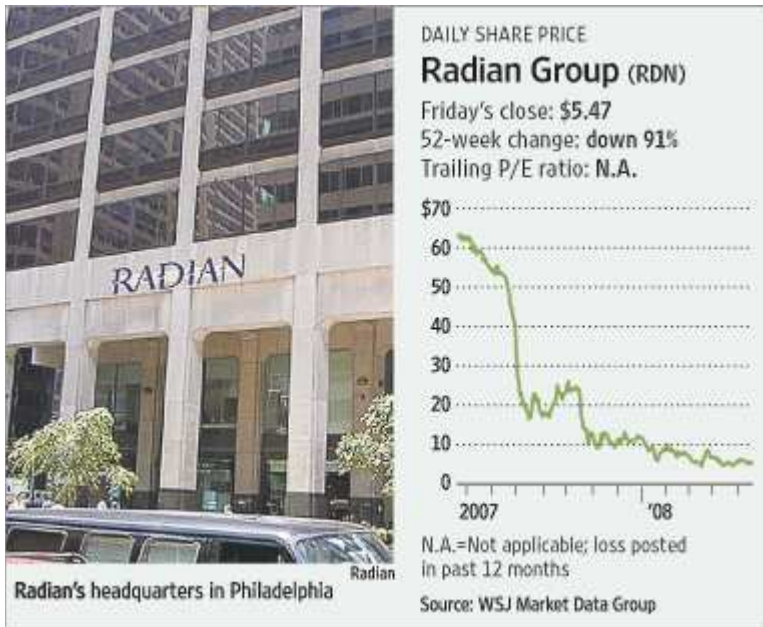 RADIAN
Radian
Radian's headquarters in Philadelphia
DAILY SHARE PRICE
Radian Group (RDN)
Friday's close: $5.47
52-week change: down 91%
Trailing P/E ratio: N.A.
$70
60
50
40
30
20
10
0
2007 '08
N.A.=Not applicable; loss posted
in past 12 months
Source: WSJ Market Data Group